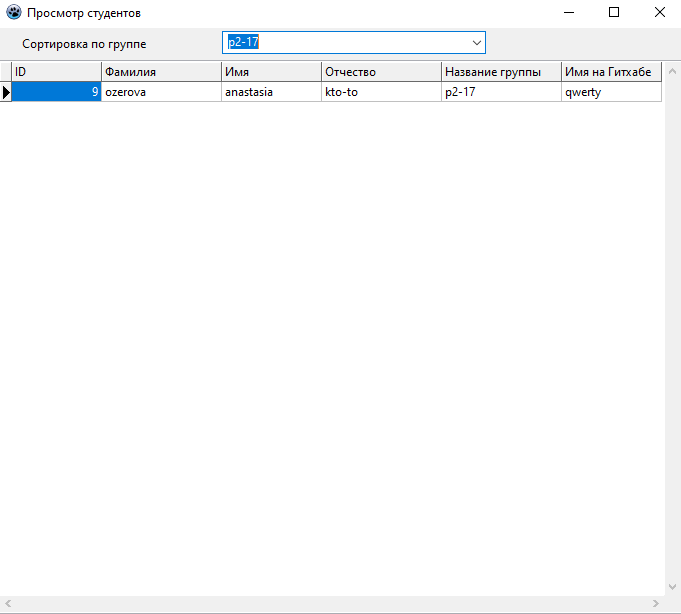 Просмотр студентов
Сортировка по группе p2-17
ID Фамилия Имя Отчество Название группы Имя на Гитхабе
9 ozerova anastasia kto-to p2-17 qwerty